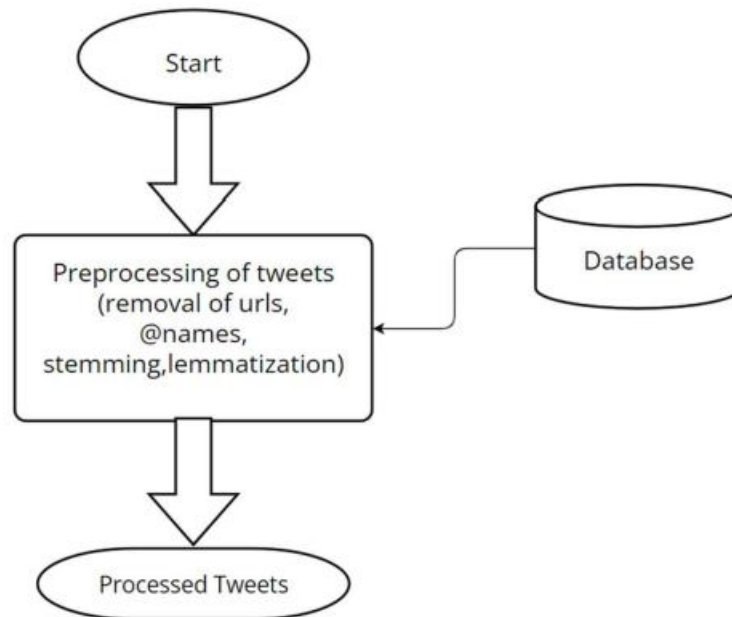 Start
Preprocessing of tweets
(removal of urls,
@names,
stemming,lemmatization)
Database
Processed Tweets